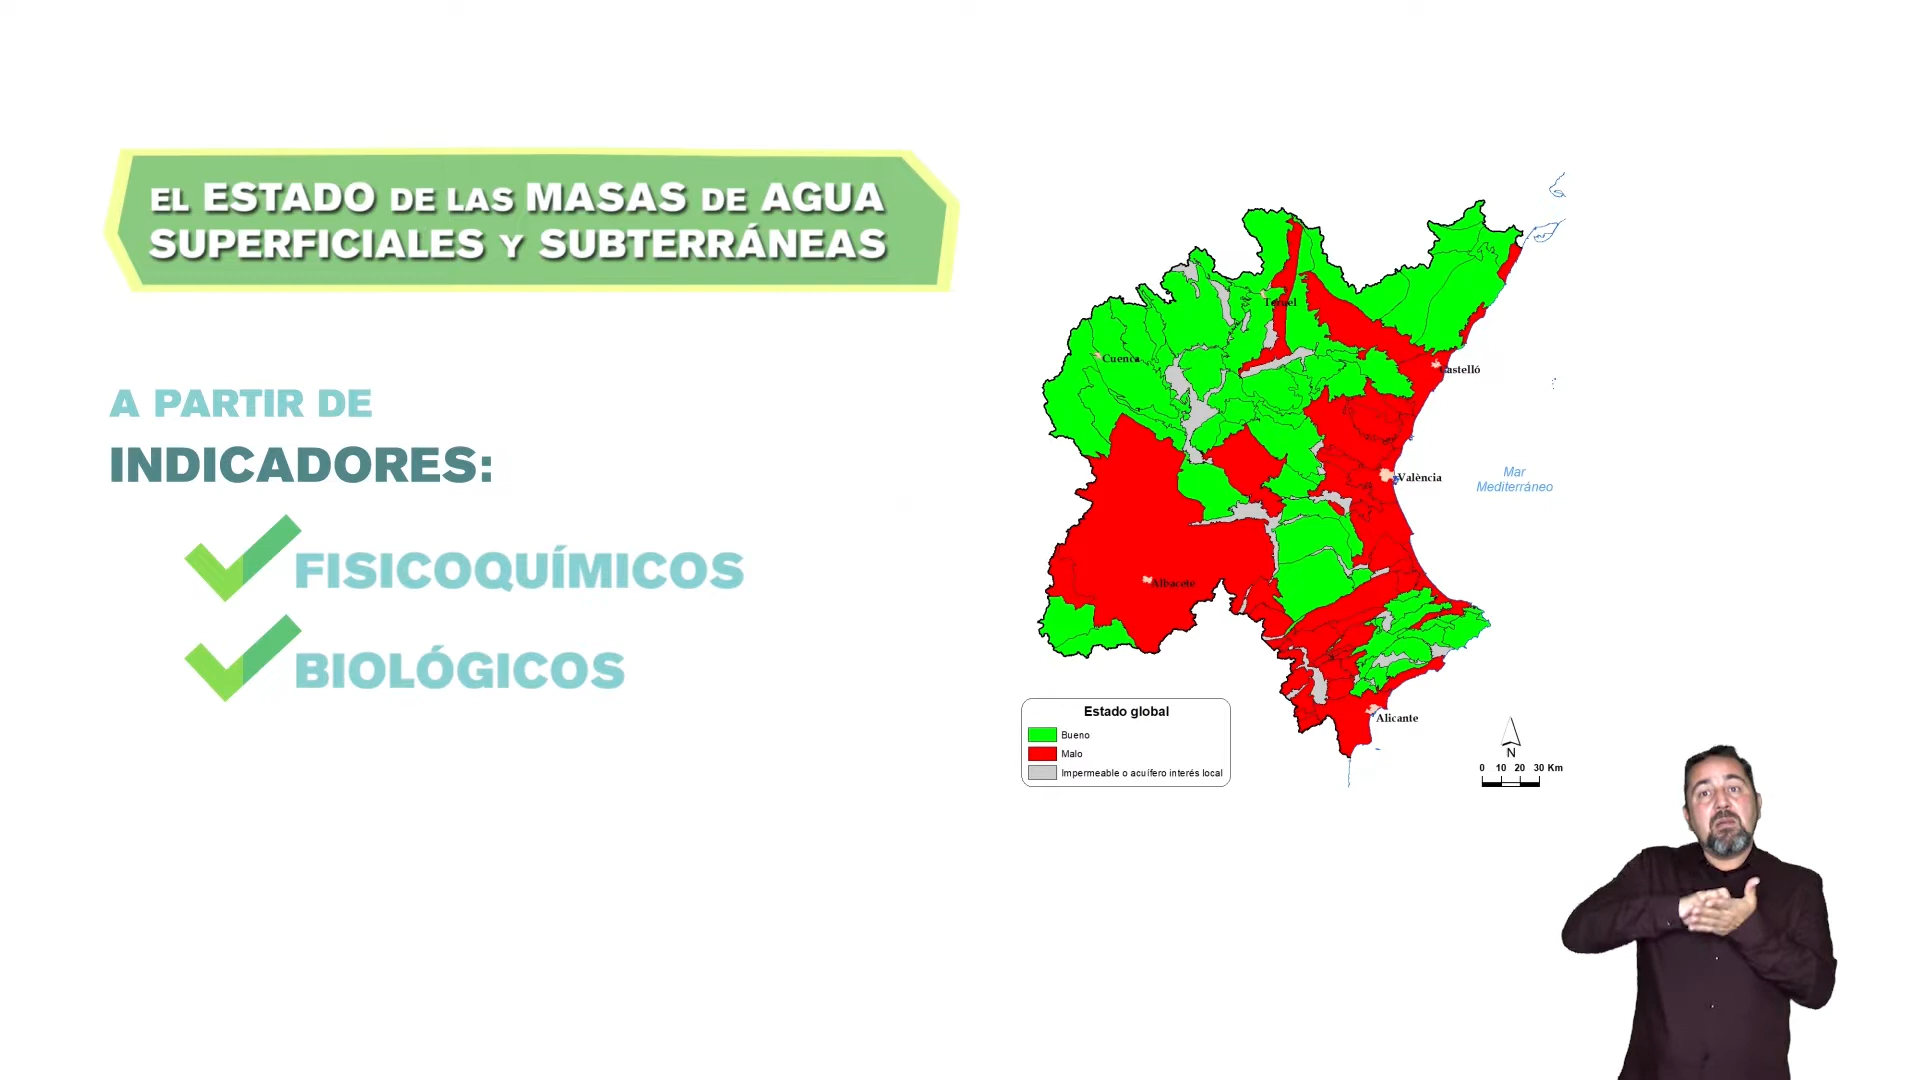 EL ESTADO DE LAS MASAS DE AGUA
SUPERFICIALES Y SUBTERRÁNEAS
A PARTIR DE
INDICADORES:
FISICOQUÍMICOS
BIOLÓGICOS
Teruel
Cuenca
Castelló
València
Mar
Mediterráneo
Albacete
Alicante
Estado global
Bueno
Malo
Impermeable o acuífero interés local
N
0 10 20 30 Km